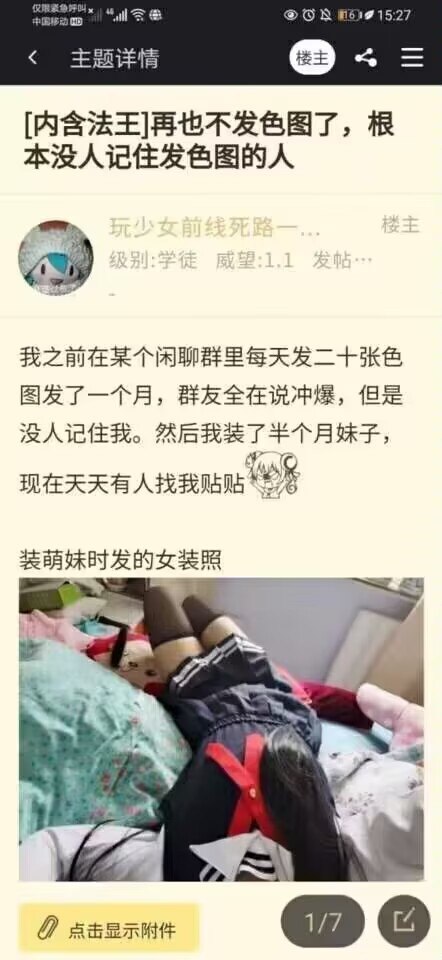 仅限紧急呼叫
中国移动 HD
4G
16
15:27
主题详情
楼主
[内含法王]再也不发色图了，根
本没人记住发色图的人
玩少女前线死路一...
楼主
级别:学徒 威望:1.1 发帖...
-
我之前在某个闲聊群里每天发二十张色
图发了一个月，群友全在说冲爆，但是
没人记住我。然后我装了半个月妹子，
现在天天有人找我贴贴
装萌妹时发的女装照
点击显示附件
1/7